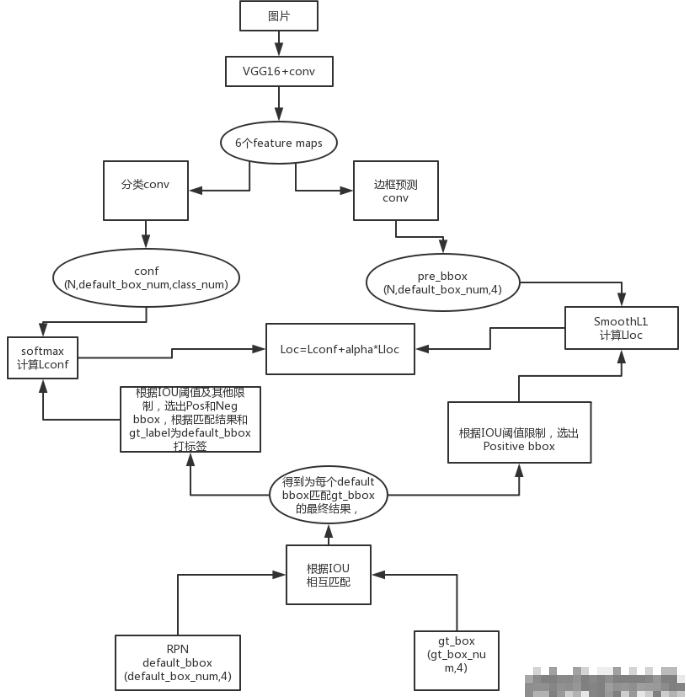 图片
VGG16+conv
6个feature maps
分类conv
边框预测
conv
conf
(N,default_box_num,class_num)
pre_bbox
(N,default_box_num,4)
SmoothL1
计算Lloc
Loc=Lconf+alpha*Lloc
softmax
计算Lconf
根据IOU阈值及其他限
制，选出Pos和Neg
bbox，根据匹配结果和
gt_label为default_bbox
打标签
根据IOU阈值限制，选出
Positive bbox
得到为每个default
bbox匹配gt_bbox
的最终结果，
根据IOU
相互匹配
RPN
default_bbox
(default_box_num,4)
gt_box
(gt_box_nu
m,4)